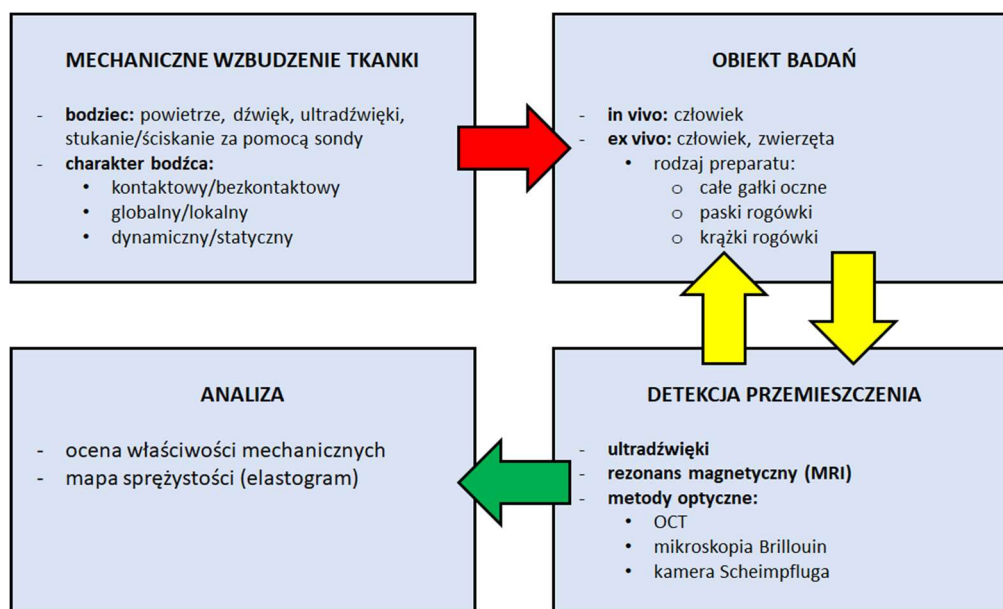 MECHANICZNE WZBUDZENIE TKANKI
- bodziec: powietrze, dźwięk, ultradźwięki,
stukanie/ściskanie za pomocą sondy
- charakter bodźca:
• kontaktowy/bezkontaktowy
• globalny/lokalny
• dynamiczny/statyczny
OBIEKT BADAŃ
- in vivo: człowiek
- ex vivo: człowiek, zwierzęta
• rodzaj preparatu:
o całe gałki oczne
o paski rogówki
o krążki rogówki
ANALIZA
- ocena właściwości mechanicznych
- mapa sprężystości (elastogram)
DETEKCJA PRZEMIESZCZENIA
- ultradźwięki
- rezonans magnetyczny (MRI)
- metody optyczne:
• OCT
• mikroskopia Brillouin
• kamera Scheimpfluga